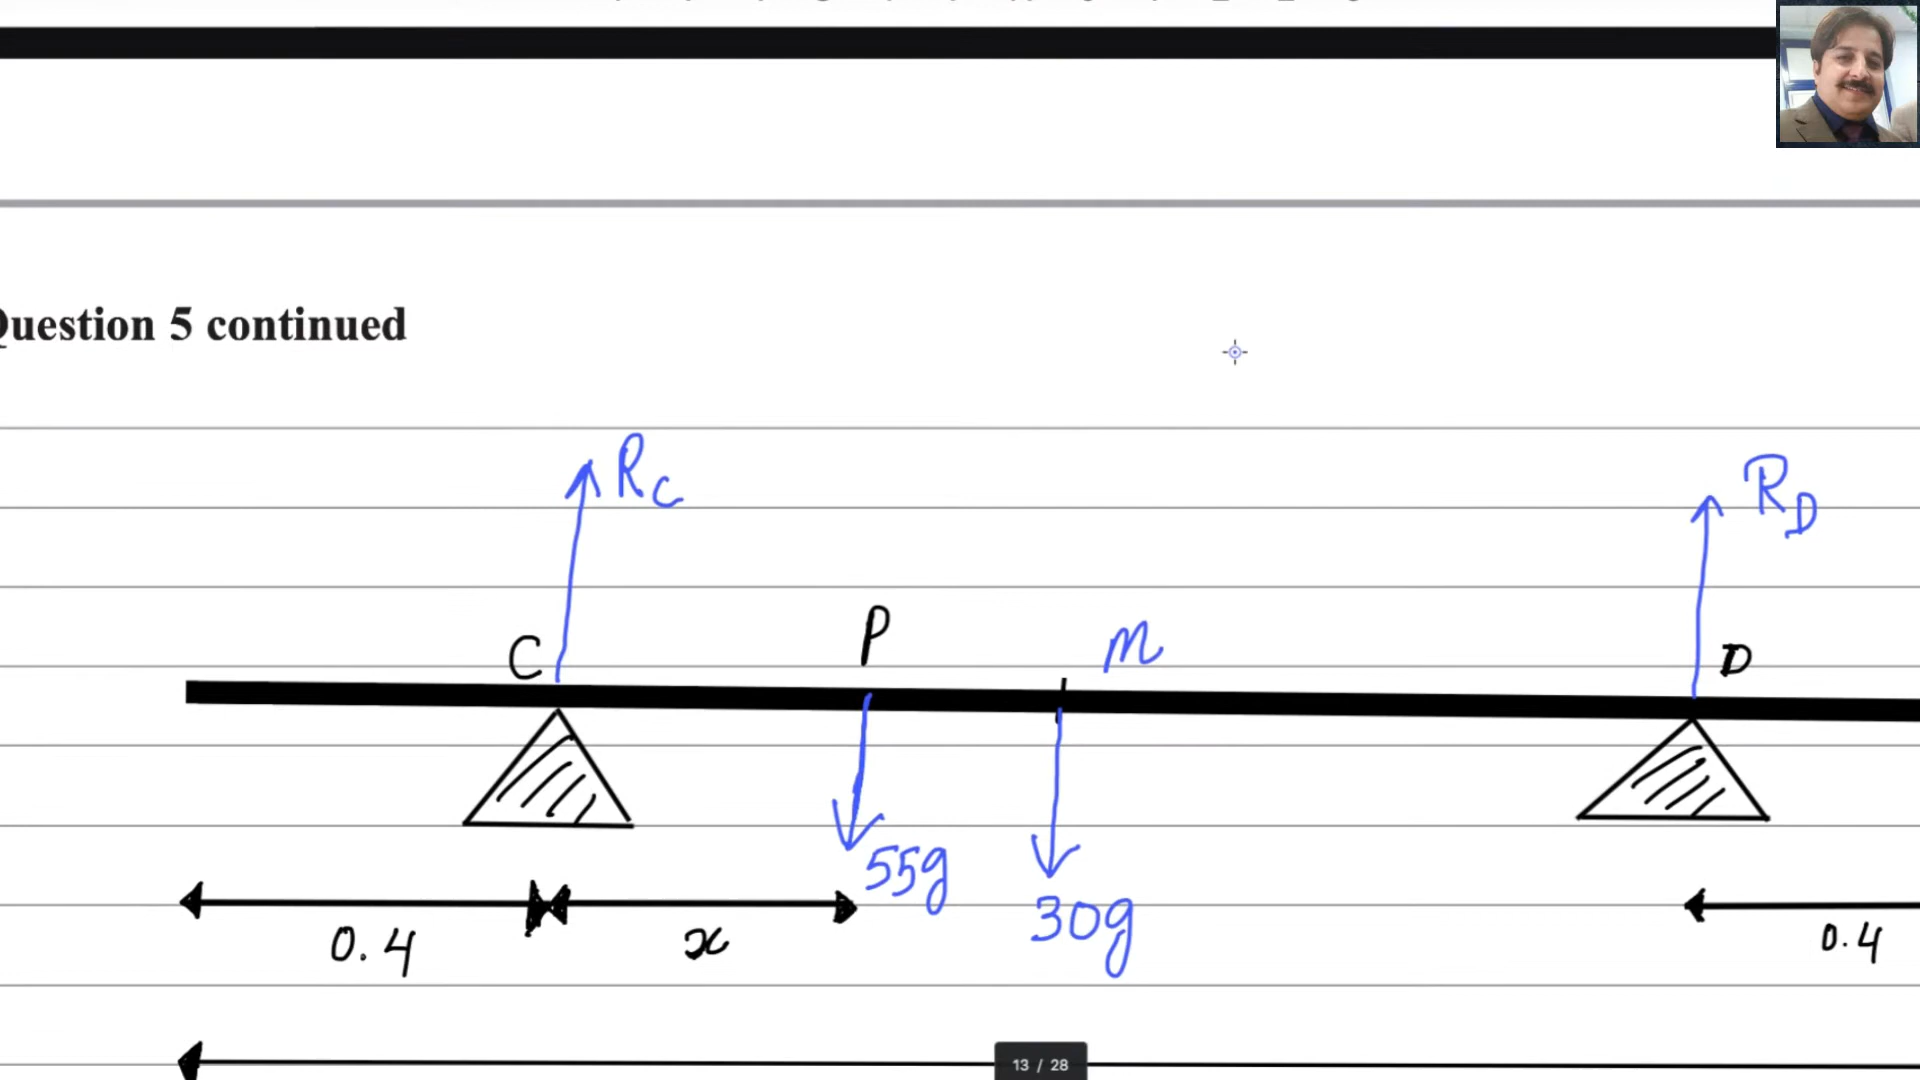 Question 5 continued
R_C
R_D
C
P
M
D
55g
30g
0.4
x
0.4
13 / 28